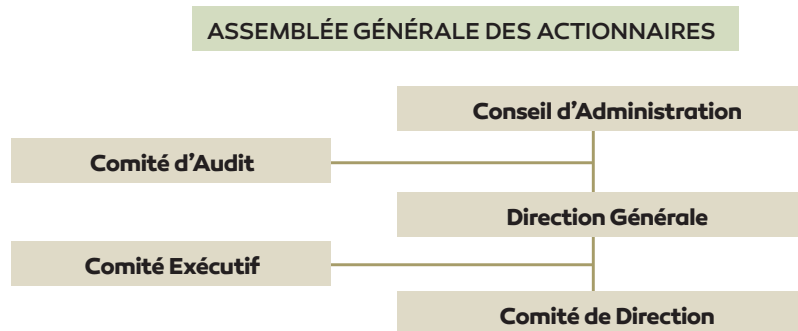 ASSEMBLÉE GÉNÉRALE DES ACTIONNAIRES
Conseil d’Administration
Comité d’Audit
Direction Générale
Comité Exécutif
Comité de Direction